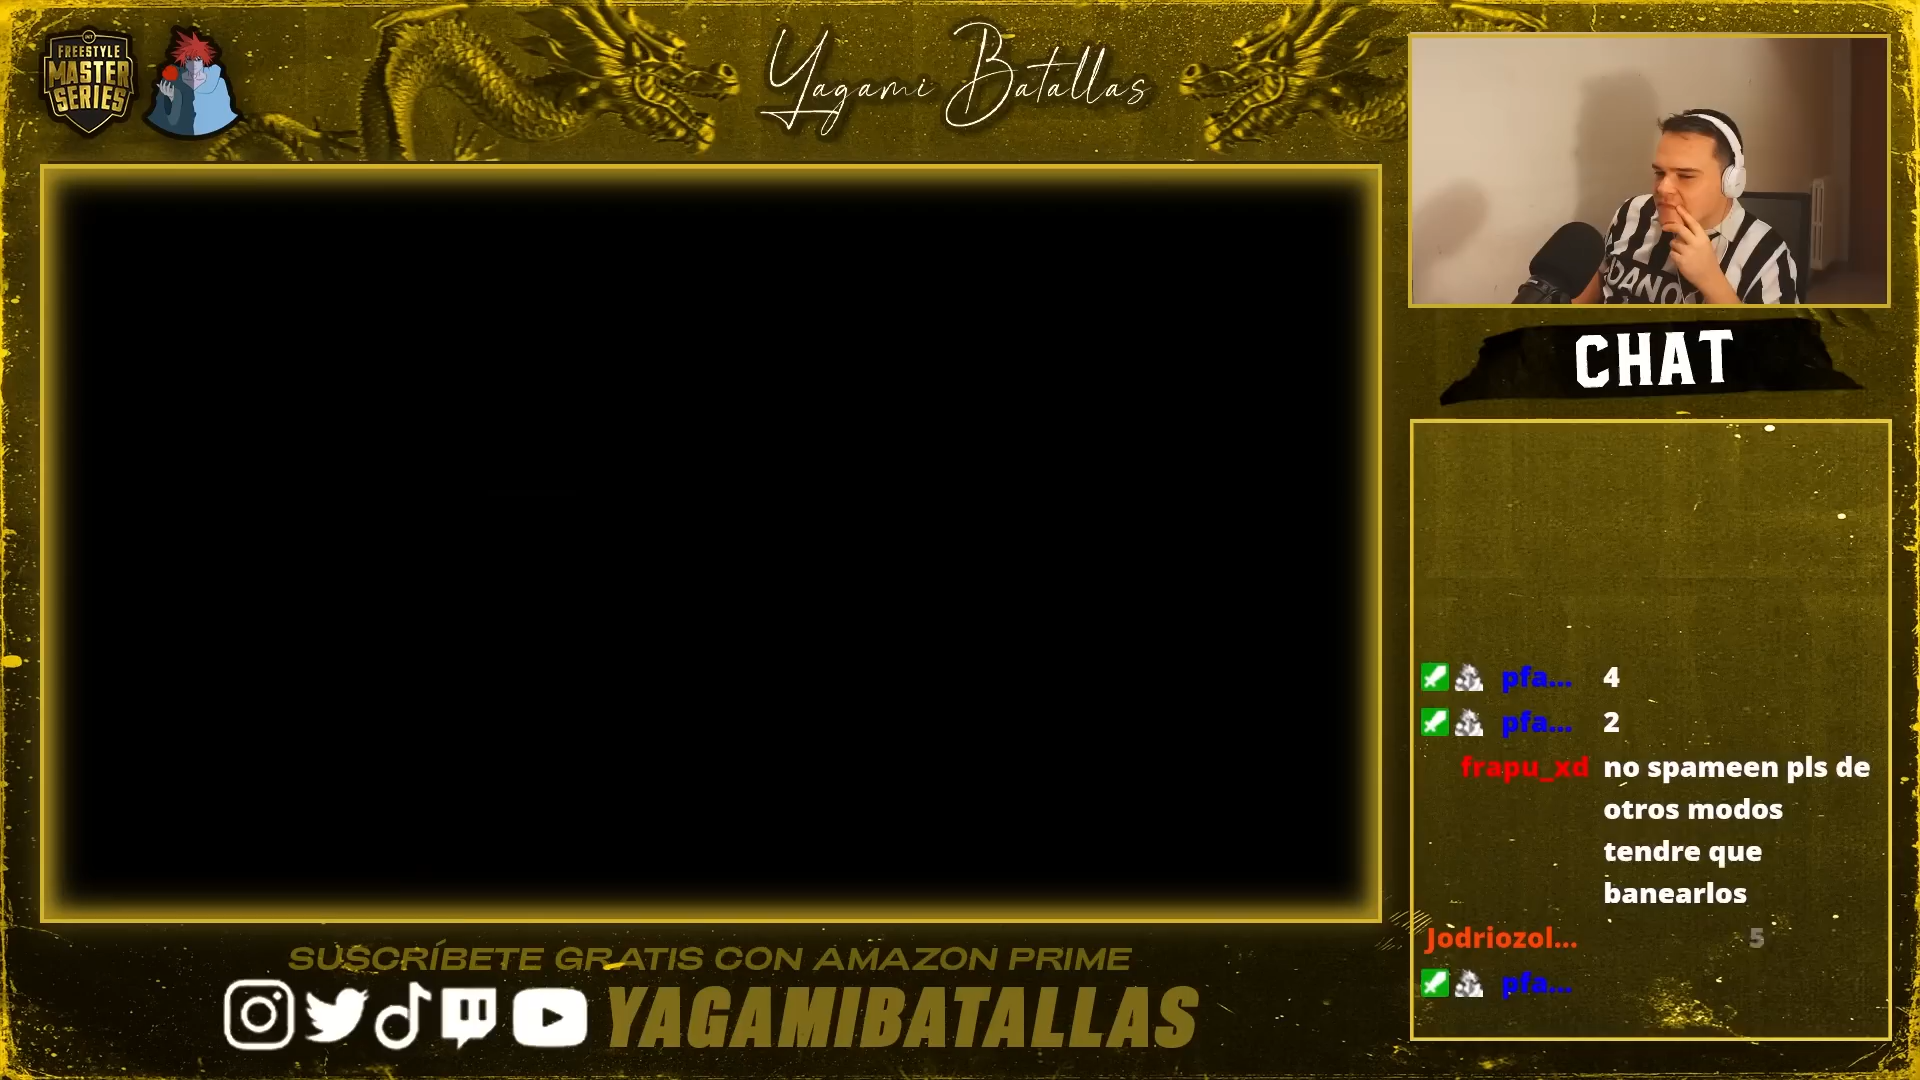 FREESTYLE
MASTER
SERIES
Yagami Batallas
DANO
CHAT
pfa... 4
pfa... 2
frapu_xd no spameen pls de
otros modos
tendre que
banearlos
Jodriozol... 5
pfa...
SUSCRÍBETE GRATIS CON AMAZON PRIME
YAGAMIBATALLAS